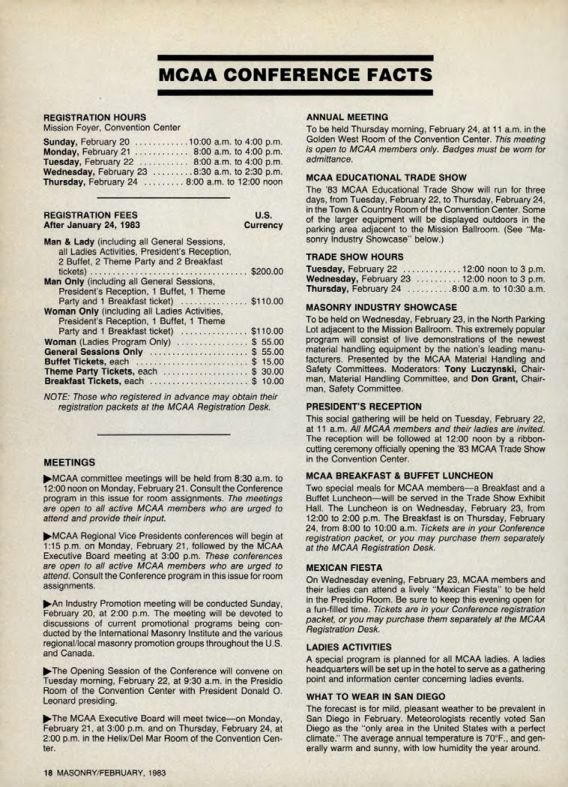 MCAA CONFERENCE FACTS
REGISTRATION HOURS
Mission Foyer, Convention Center
Sunday, February 20 ........... 10:00 a.m. to 4:00 p.m.
Monday, February 21 ........... 8:00 a.m. to 4:00 p.m.
Tuesday, February 22 .......... 8:00 a.m. to 4:00 p.m.
Wednesday, February 23 ........ 8:30 a.m. to 2:30 p.m.
Thursday, February 24 ......... 8:00 a.m. to 12:00 noon
REGISTRATION FEES U.S.
After January 24, 1983 Currency
Man & Lady (including all General Sessions,
all Ladies Activities, President's Reception,
2 Buffet, 2 Theme Party and 2 Breakfast
tickets) .................................. $200.00
Man Only (including all General Sessions,
President's Reception, 1 Buffet, 1 Theme
Party and 1 Breakfast ticket) .............. $110.00
Woman Only (including all Ladies Activities,
President's Reception, 1 Buffet, 1 Theme
Party and 1 Breakfast ticket) .............. $110.00
Woman (Ladies Program Only) ............... $ 55.00
General Sessions Only ..................... $ 55.00
Buffet Tickets, each ...................... $ 15.00
Theme Party Tickets, each ................. $ 30.00
Breakfast Tickets, each ................... $ 10.00
NOTE: Those who registered in advance may obtain their
registration packets at the MCAA Registration Desk.
MEETINGS
▶MCAA committee meetings will be held from 8:30 a.m. to
12:00 noon on Monday, February 21. Consult the Conference
program in this issue for room assignments. The meetings
are open to all active MCAA members who are urged to
attend and provide their input.
▶MCAA Regional Vice Presidents conferences will begin at
1:15 p.m. on Monday, February 21, followed by the MCAA
Executive Board meeting at 3:00 p.m. These conferences
are open to all active MCAA members who are urged to
attend. Consult the Conference program in this issue for room
assignments.
▶An Industry Promotion meeting will be conducted Sunday,
February 20, at 2:00 p.m. The meeting will be devoted to
discussions of current promotional programs being con-
ducted by the International Masonry Institute and the various
regional/local masonry promotion groups throughout the U.S.
and Canada.
▶The Opening Session of the Conference will convene on
Tuesday morning, February 22, at 9:30 a.m. in the Presidio
Room of the Convention Center with President Donald O.
Leonard presiding.
▶The MCAA Executive Board will meet twice—on Monday,
February 21, at 3:00 p.m. and on Thursday, February 24, at
2:00 p.m. in the Helix/Del Mar Room of the Convention Cen-
ter.
ANNUAL MEETING
To be held Thursday morning, February 24, at 11 a.m. in the
Golden West Room of the Convention Center. This meeting
is open to MCAA members only. Badges must be worn for
admittance.
MCAA EDUCATIONAL TRADE SHOW
The '83 MCAA Educational Trade Show will run for three
days, from Tuesday, February 22, to Thursday, February 24,
in the Town & Country Room of the Convention Center. Some
of the larger equipment will be displayed outdoors in the
parking area adjacent to the Mission Ballroom. (See "Ma-
sonry Industry Showcase" below.)
TRADE SHOW HOURS
Tuesday, February 22 ............. 12:00 noon to 3 p.m.
Wednesday, February 23 .......... 12:00 noon to 3 p.m.
Thursday, February 24 ......... 8:00 a.m. to 10:30 a.m.
MASONRY INDUSTRY SHOWCASE
To be held on Wednesday, February 23, in the North Parking
Lot adjacent to the Mission Ballroom. This extremely popular
program will consist of live demonstrations of the newest
material handling equipment by the nation's leading manu-
facturers. Presented by the MCAA Material Handling and
Safety Committees. Moderators: Tony Luczynski, Chair-
man, Material Handling Committee, and Don Grant, Chair-
man, Safety Committee.
PRESIDENT'S RECEPTION
This social gathering will be held on Tuesday, February 22,
at 11 a.m. All MCAA members and their ladies are invited.
The reception will be followed at 12:00 noon by a ribbon-
cutting ceremony officially opening the '83 MCAA Trade Show
in the Convention Center.
MCAA BREAKFAST & BUFFET LUNCHEON
Two special meals for MCAA members—a Breakfast and a
Buffet Luncheon—will be served in the Trade Show Exhibit
Hall. The Luncheon is on Wednesday, February 23, from
12:00 to 2:00 p.m. The Breakfast is on Thursday, February
24, from 8:00 to 10:00 a.m. Tickets are in your Conference
registration packet, or you may purchase them separately
at the MCAA Registration Desk.
MEXICAN FIESTA
On Wednesday evening, February 23, MCAA members and
their ladies can attend a lively "Mexican Fiesta" to be held
in the Presidio Room. Be sure to keep this evening open for
a fun-filled time. Tickets are in your Conference registration
packet, or you may purchase them separately at the MCAA
Registration Desk.
LADIES ACTIVITIES
A special program is planned for all MCAA ladies. A ladies
headquarters will be set up in the hotel to serve as a gathering
point and information center concerning ladies events.
WHAT TO WEAR IN SAN DIEGO
The forecast is for mild, pleasant weather to be prevalent in
San Diego in February. Meteorologists recently voted San
Diego as the "only area in the United States with a perfect
climate." The average annual temperature is 70°F., and gen-
erally warm and sunny, with low humidity the year around.
18 MASONRY/FEBRUARY, 1983